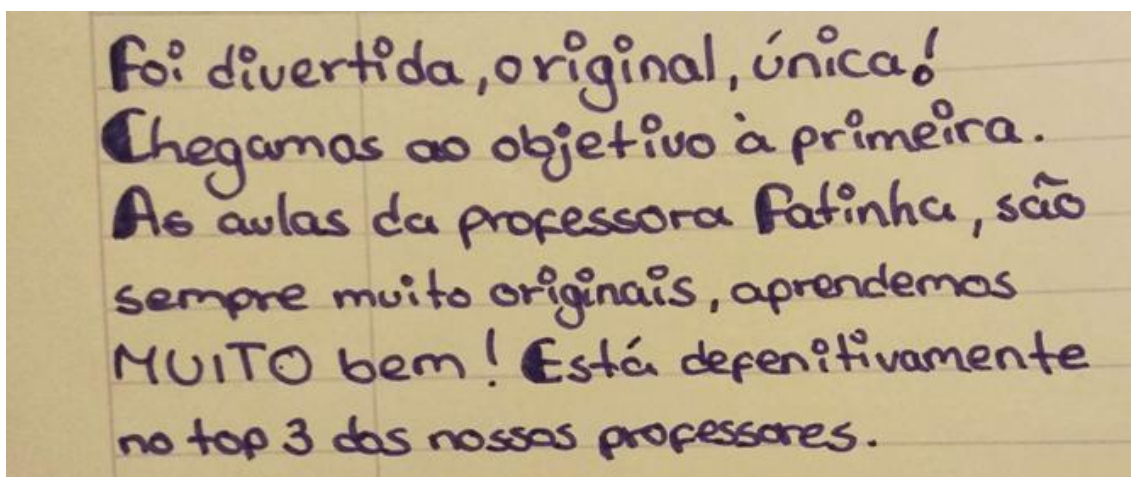 Foi divertida, original, única!
Chegamos ao objetivo à primeira.
As aulas da professora Fatinha, são
sempre muito originais, aprendemos
MUITO bem! Está defenitivamente
no top 3 dos nossos professores.